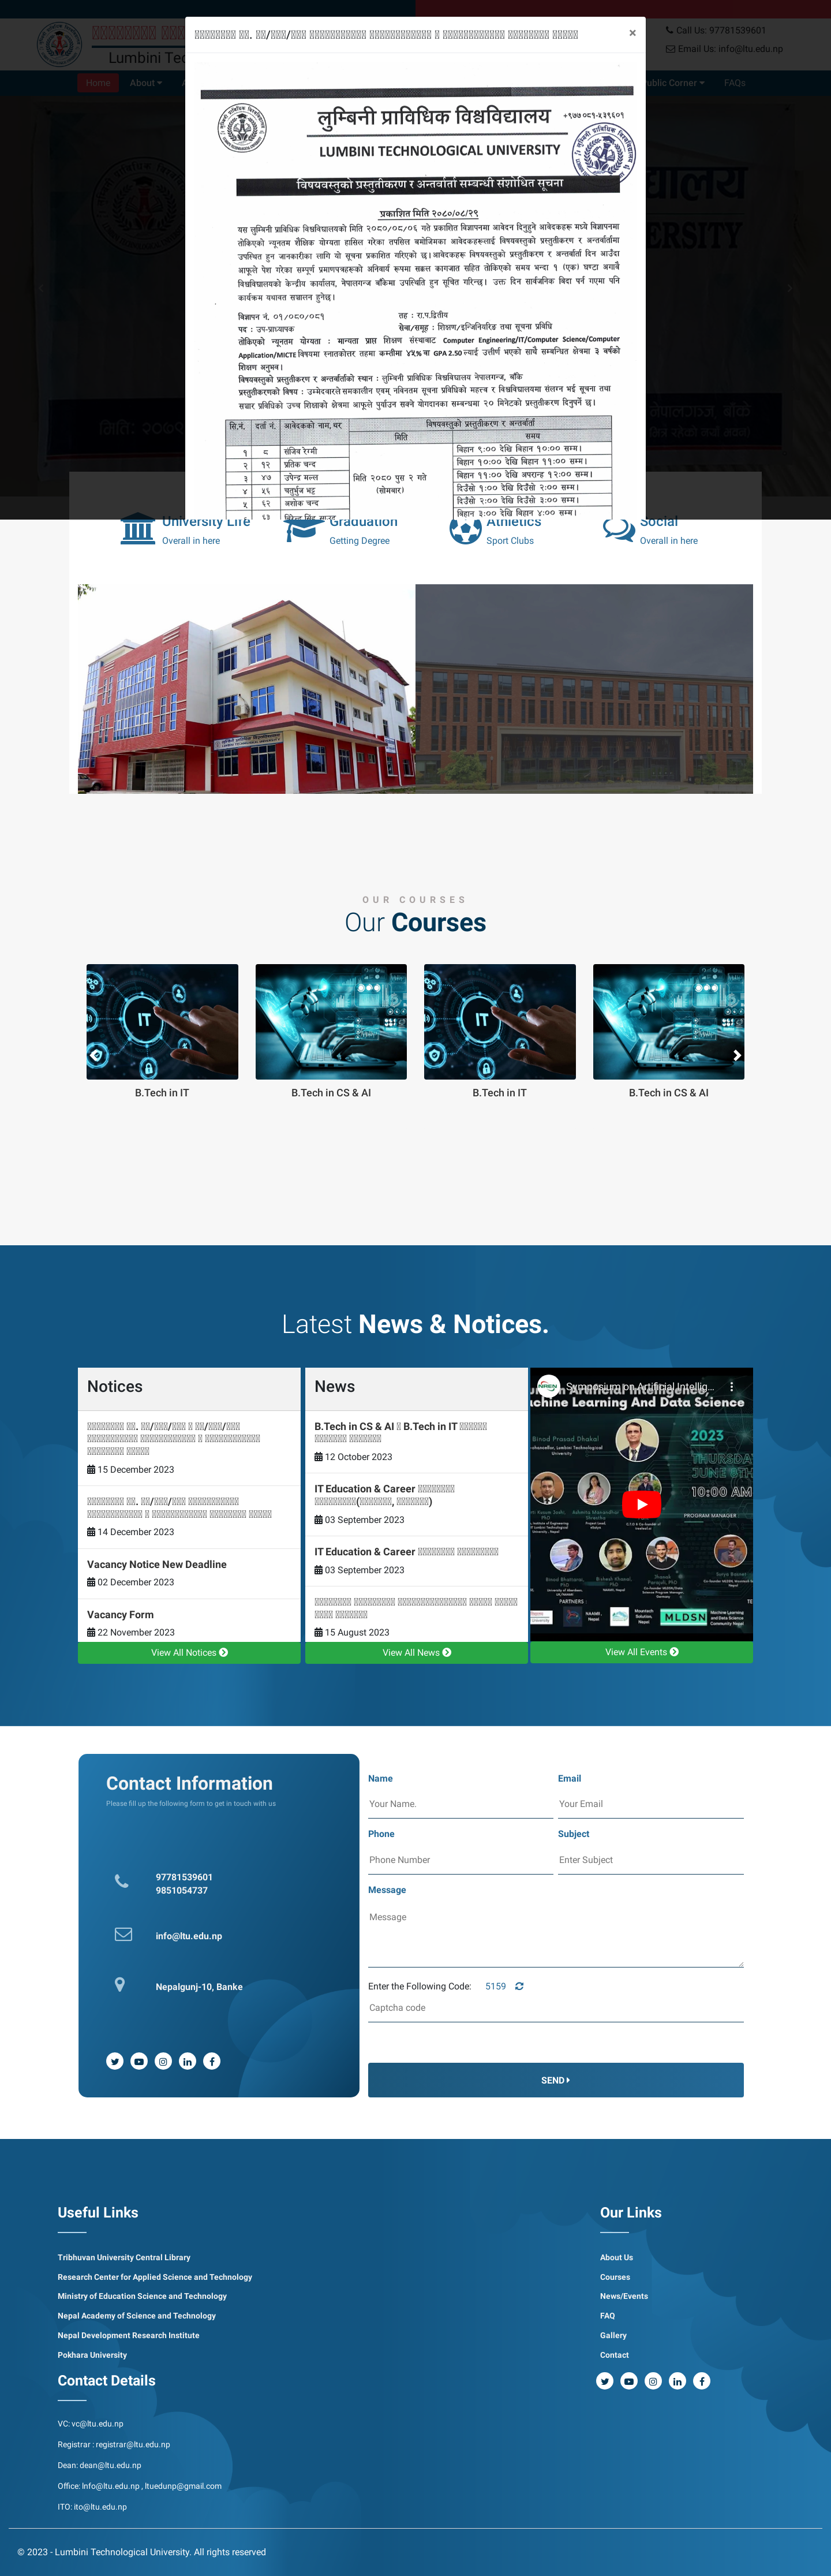 Call Us: 97781539601
Lumbini Tec
Email Us: info@ltu.edu.np
Home
About
Public Corner
FAQs
×
लुम्बिनी प्राविधिक विश्वविद्यालय
+९७७ ०८१-५३९६०१
LUMBINI TECHNOLOGICAL UNIVERSITY
विषयवस्तुको प्रस्तुतीकरण र अन्तर्वार्ता सम्बन्धी संशोधित सूचना
प्रकाशित मिति २०८०/०८/२९
यस लुम्बिनी प्राविधिक विश्वविद्यालयको मिति २०८०/०८/०६ गते प्रकाशित विज्ञापनमा आवेदन दिनुहुने आवेदकहरू मध्ये विज्ञापनमा
तोकिएको न्यूनतम शैक्षिक योग्यता हासिल गरेका तपसिल बमोजिमका आवेदकहरूलाई विषयवस्तुको प्रस्तुतीकरण र अन्तर्वार्तामा
उपस्थित हुन जानकारीका लागि यो सूचना प्रकाशित गरिएको छ। आवेदकहरू विषयवस्तुको प्रस्तुतीकरण र अन्तर्वार्ता दिन आउँदा
आफूले पेश गरेका सम्पूर्ण प्रमाणपत्रहरूको अनिवार्य रूपमा सक्कल कागजात सहित तोकिएको समय भन्दा १ (एक) घण्टा अगावै
विश्वविद्यालयको केन्द्रीय कार्यालय, नेपालगन्ज बाँकेमा उपस्थिति हुन सूचित गरिन्छ। उक्त दिन सार्वजनिक बिदा पर्न गएमा पनि
कार्यक्रम यथावत सञ्चालन हुनेछ।
विज्ञापन नं. ०१/०८०/०८१
तह : रा.प.द्वितीय
पद : उप-प्राध्यापक
सेवा/समूह : शिक्षण/इन्जिनियरिङ तथा सूचना प्रविधि
तोकिएको न्यूनतम योग्यता : मान्यता प्राप्त शिक्षण संस्थाबाट Computer Engineering/IT/Computer Science/Computer
Application/MICTE विषयमा स्नातकोत्तर तहमा कम्तीमा ४५% वा GPA 2.50 ल्याई उत्तीर्ण भएको साथै सम्बन्धित क्षेत्रमा ३ वर्षको
शिक्षण अनुभव।
विषयवस्तुको प्रस्तुतीकरण र अन्तर्वार्ताको स्थान : लुम्बिनी प्राविधिक विश्वविद्यालय नेपालगन्ज, बाँके
प्रस्तुतीकरणको विषय : उम्मेदवारले समकालीन एवम् नविनतम सूचना प्रविधिको महत्त्व र विश्वविद्यालयमा संलग्न भई सूचना तथा
सञ्चार प्रविधिको उच्च शिक्षाको क्षेत्रमा आफूले पुर्याउन सक्ने योगदानका सम्बन्धमा २० मिनेटको प्रस्तुतीकरण दिनुपर्ने छ।
सि.नं. दर्ता नं. आवेदकको नाम, थर विषयवस्तुको प्रस्तुतीकरण र अन्तर्वार्ता
मिति समय
१ ८ संजिव रेग्मी बिहान ९:०० देखि बिहान १०:०० सम्म।
२ १२ प्रतिक चन्द बिहान १०:०० देखि बिहान ११:०० सम्म।
३ ४७ उपेन्द्र लम्साल मिति २०८० पुस २ गते बिहान ११:०० देखि अपरान्ह १२:०० सम्म।
४ ५६ चतुर्भुज भट्ट (सोमबार) दिउँसो १:०० देखि दिउँसो २:०० सम्म।
५ ६२ अशोक चन्द दिउँसो २:०० देखि दिउँसो ३:०० सम्म।
६३ बिहान ३:०० देखि बिहान ४:०० सम्म।
University Life
Graduation
Athletics
Social
Overall in here
Getting Degree
Sport Clubs
Overall in here
OUR COURSES
Our Courses
IT
IT
B.Tech in IT
B.Tech in CS & AI
B.Tech in IT
B.Tech in CS & AI
Latest News & Notices.
Notices
15 December 2023
14 December 2023
Vacancy Notice New Deadline
02 December 2023
Vacancy Form
22 November 2023
View All Notices
News
B.Tech in CS & AI B.Tech in IT
12 October 2023
IT Education & Career
03 September 2023
IT Education & Career
03 September 2023
15 August 2023
View All News
Symposium on Artificial Intellig...
Machine Learning And Data Science
Binod Prasad Dhakal
2023
THURSDAY
JUNE 8TH
10:00 AM
PROGRAM MANAGER
PARTNERS
MLDSN
View All Events
Contact Information
Please fill up the following form to get in touch with us
97781539601
9851054737
info@ltu.edu.np
Nepalgunj-10, Banke
Name
Email
Your Name.
Your Email
Phone
Subject
Phone Number
Enter Subject
Message
Message
Enter the Following Code: 5159
Captcha code
SEND
Useful Links
Tribhuvan University Central Library
Research Center for Applied Science and Technology
Ministry of Education Science and Technology
Nepal Academy of Science and Technology
Nepal Development Research Institute
Pokhara University
Our Links
About Us
Courses
News/Events
FAQ
Gallery
Contact
Contact Details
VC: vc@ltu.edu.np
Registrar : registrar@ltu.edu.np
Dean: dean@ltu.edu.np
Office: Info@ltu.edu.np , ltuedunp@gmail.com
ITO: ito@ltu.edu.np
© 2023 - Lumbini Technological University. All rights reserved